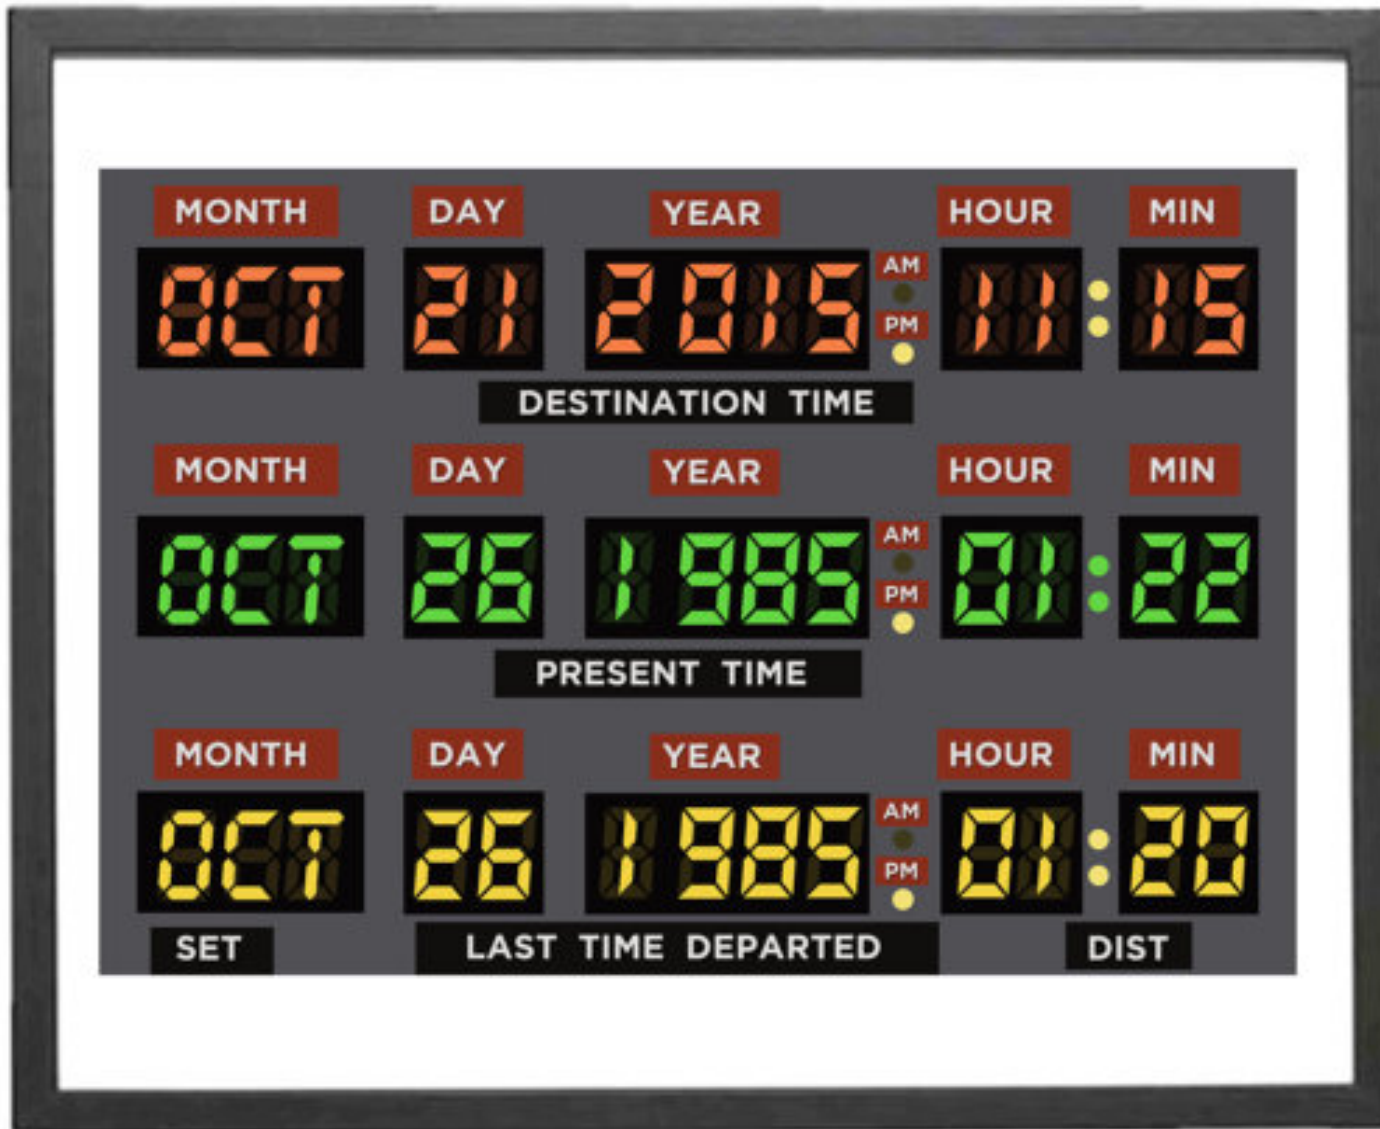 MONTH DAY YEAR HOUR MIN
OCT 21 2015 AM PM 11:15
DESTINATION TIME
MONTH DAY YEAR HOUR MIN
OCT 26 1985 AM PM 01:22
PRESENT TIME
MONTH DAY YEAR HOUR MIN
OCT 26 1985 AM PM 01:20
SET LAST TIME DEPARTED DIST